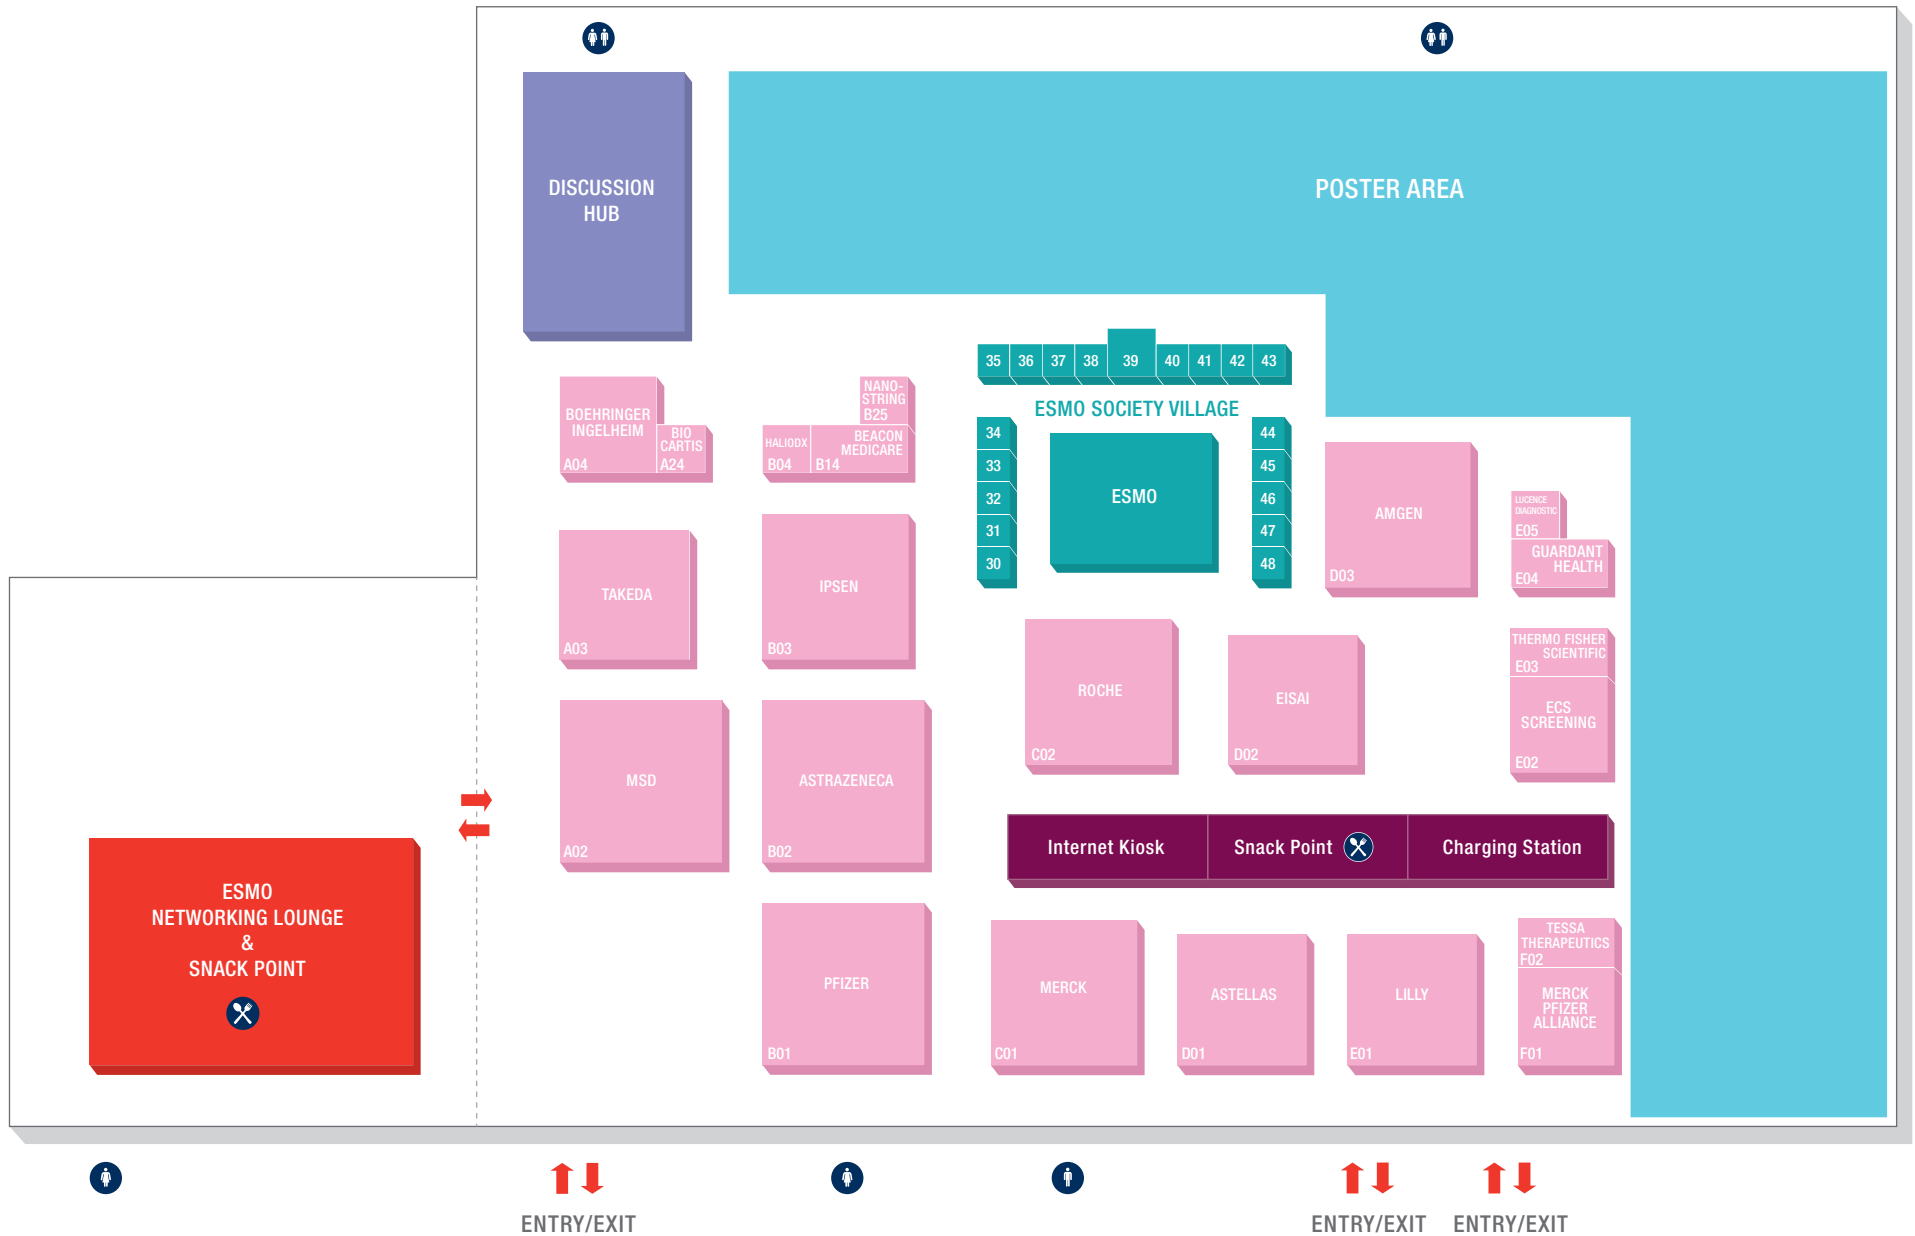 DISCUSSION
HUB
POSTER AREA
35 36 37 38 39 40 41 42 43
ESMO SOCIETY VILLAGE
34
33
32
31
30
ESMO
44
45
46
47
48
BOEHRINGER
INGELHEIM
A04
BIO
CARTIS
A24
NANO-
STRING
B25
HALIODX
B04
BEACON
MEDICARE
B14
AMGEN
D03
LUCENCE
DIAGNOSTIC
E05
GUARDANT
HEALTH
E04
TAKEDA
A03
IPSEN
B03
ROCHE
C02
EISAI
D02
THERMO FISHER
SCIENTIFIC
E03
ECS
SCREENING
E02
MSD
A02
ASTRAZENECA
B02
Internet Kiosk
Snack Point
Charging Station
ESMO
NETWORKING LOUNGE
&
SNACK POINT
PFIZER
B01
MERCK
C01
ASTELLAS
D01
LILLY
E01
TESSA
THERAPEUTICS
F02
MERCK
PFIZER
ALLIANCE
F01
ENTRY/EXIT
ENTRY/EXIT
ENTRY/EXIT